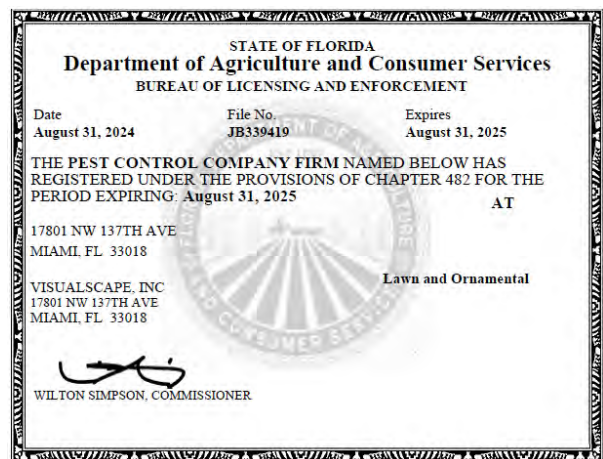 STATE OF FLORIDA
Department of Agriculture and Consumer Services
BUREAU OF LICENSING AND ENFORCEMENT
Date File No. Expires
August 31, 2024 JB339419 August 31, 2025
THE PEST CONTROL COMPANY FIRM NAMED BELOW HAS
REGISTERED UNDER THE PROVISIONS OF CHAPTER 482 FOR THE
PERIOD EXPIRING: August 31, 2025
AT
17801 NW 137TH AVE
MIAMI, FL 33018
Lawn and Ornamental
VISUALSCAPE, INC
17801 NW 137TH AVE
MIAMI, FL 33018
WILTON SIMPSON, COMMISSIONER